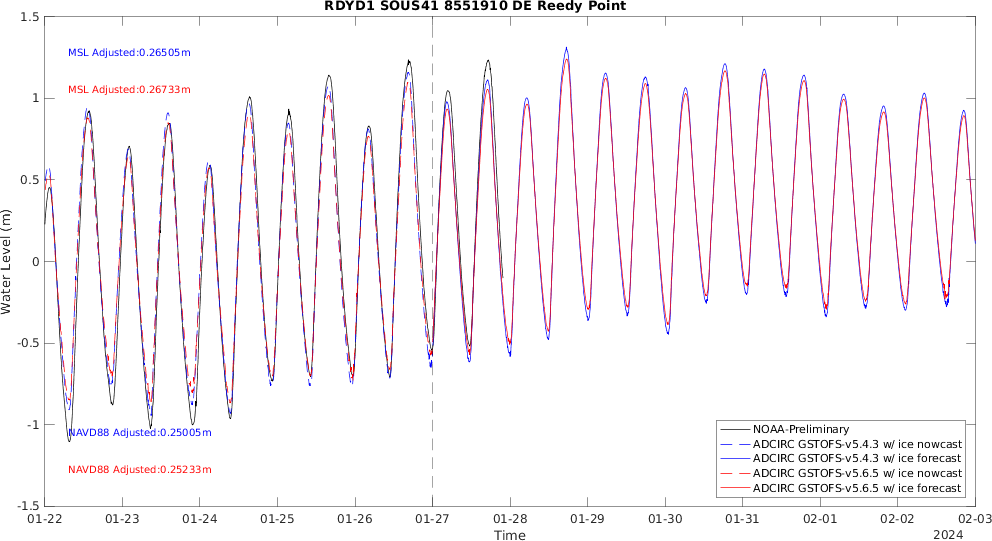 RDYD1 SOUS41 8551910 DE Reedy Point
1.5
1
0.5
0
-0.5
-1
-1.5
Water Level (m)
MSL Adjusted:0.26505m
MSL Adjusted:0.26733m
NAVD88 Adjusted:0.25005m
NAVD88 Adjusted:0.25233m
NOAA-Preliminary
ADCIRC GSTOFS-v5.4.3 w/ ice nowcast
ADCIRC GSTOFS-v5.4.3 w/ ice forecast
ADCIRC GSTOFS-v5.6.5 w/ ice nowcast
ADCIRC GSTOFS-v5.6.5 w/ ice forecast
01-22 01-23 01-24 01-25 01-26 01-27 01-28 01-29 01-30 01-31 02-01 02-02 02-03
Time
2024